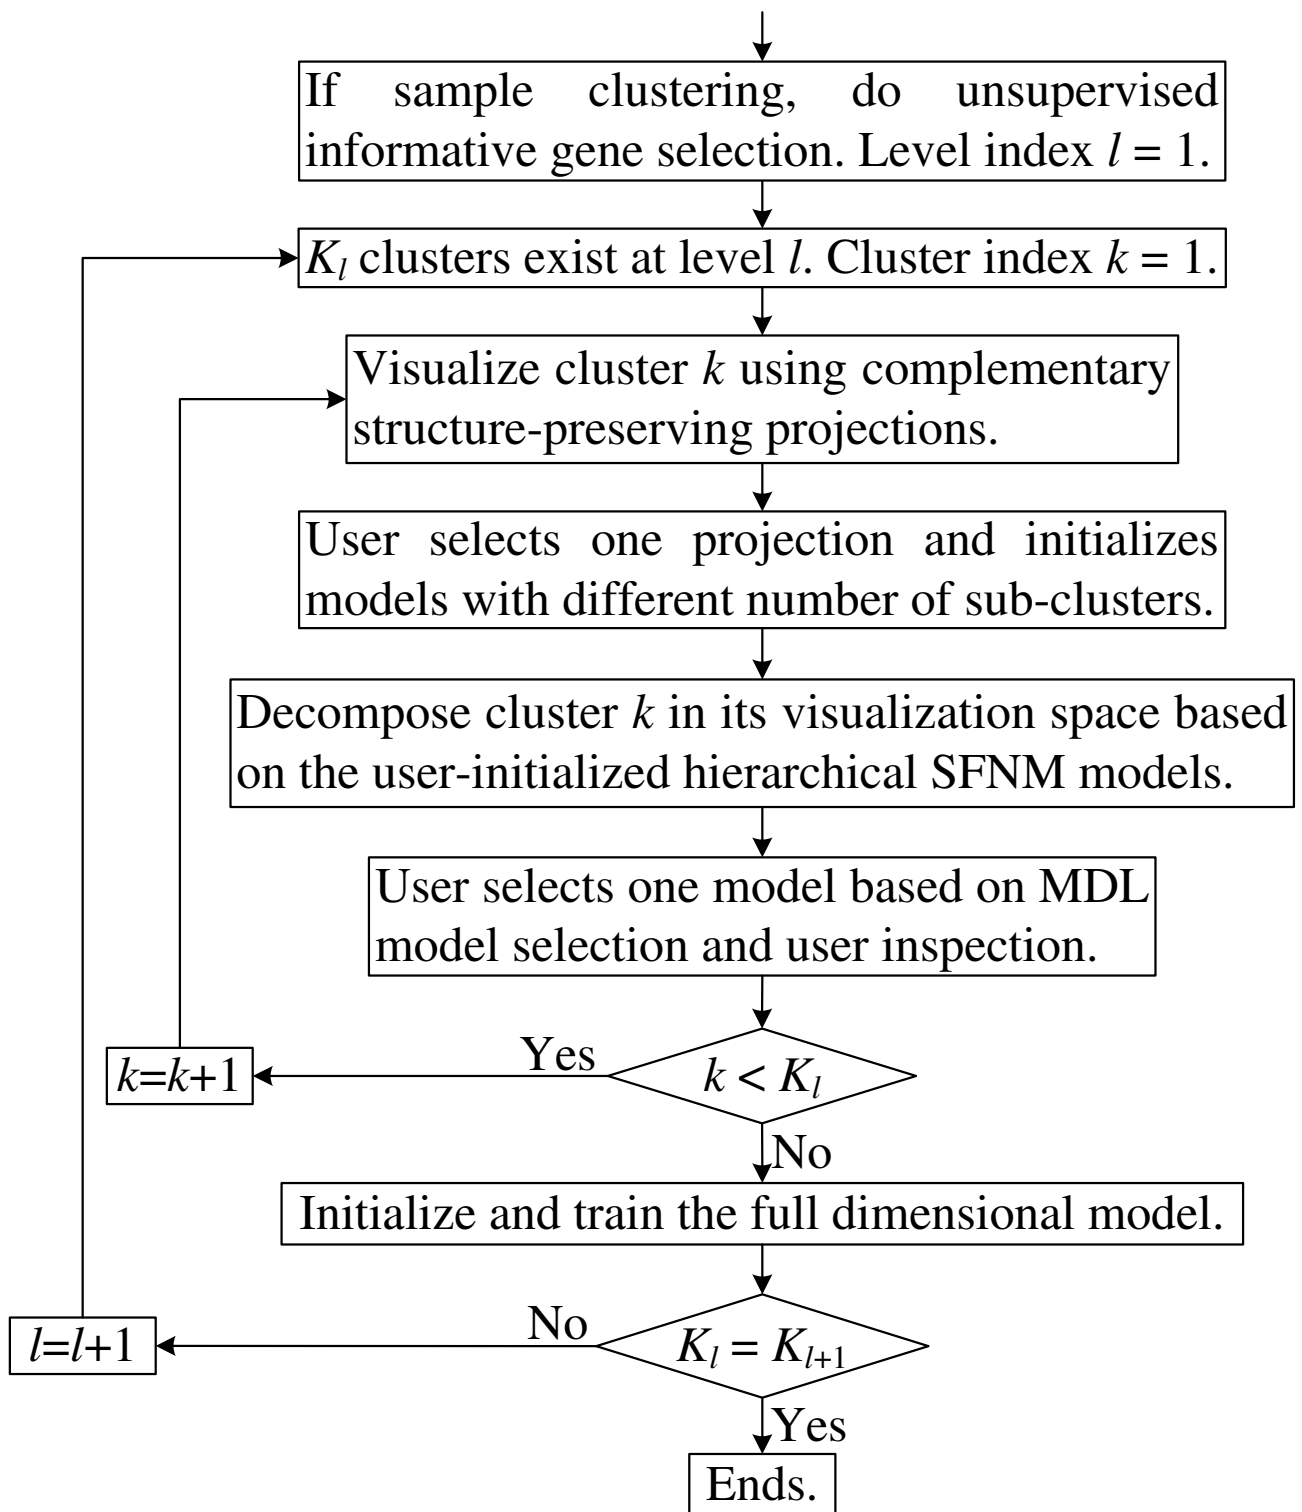 If sample clustering, do unsupervised
informative gene selection. Level index l = 1.
K_l clusters exist at level l. Cluster index k = 1.
Visualize cluster k using complementary
structure-preserving projections.
User selects one projection and initializes
models with different number of sub-clusters.
Decompose cluster k in its visualization space based
on the user-initialized hierarchical SFNM models.
User selects one model based on MDL
model selection and user inspection.
Yes
k=k+1
k < K_l
No
Initialize and train the full dimensional model.
No
l=l+1
K_l = K_{l+1}
Yes
Ends.